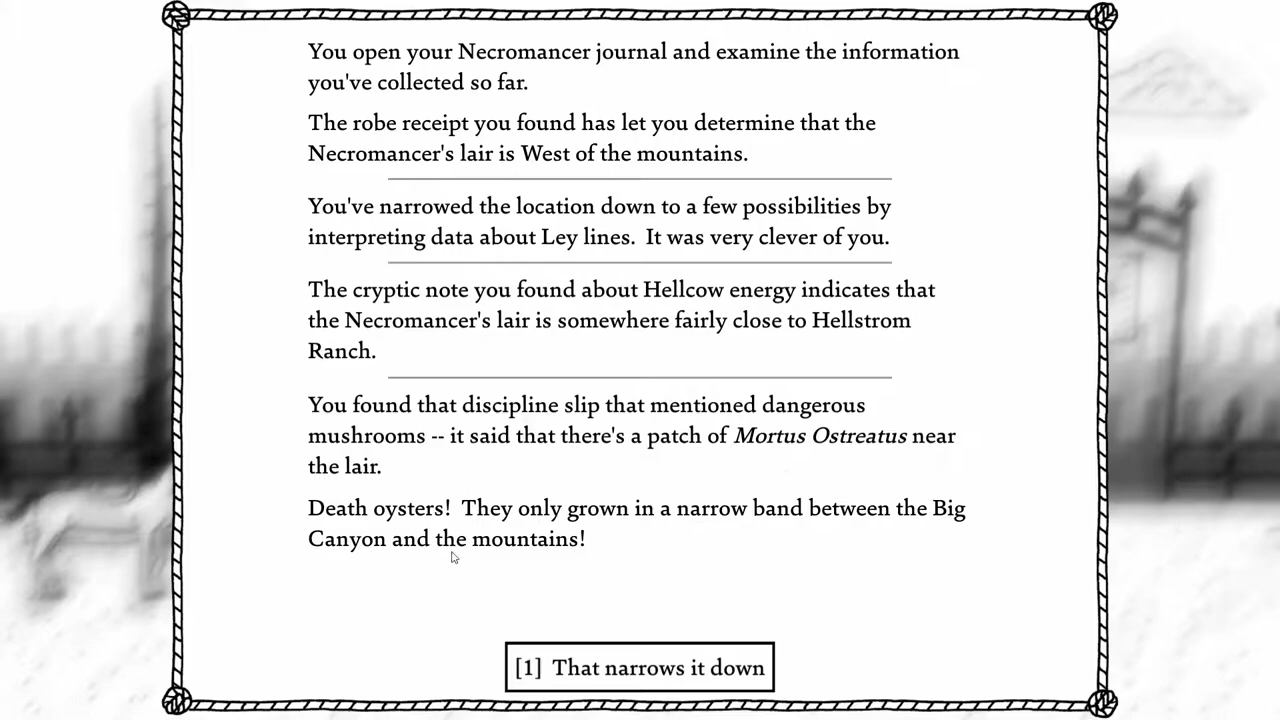 You open your Necromancer journal and examine the information
you've collected so far.
The robe receipt you found has let you determine that the
Necromancer's lair is West of the mountains.
You've narrowed the location down to a few possibilities by
interpreting data about Ley lines.  It was very clever of you.
The cryptic note you found about Hellcow energy indicates that
the Necromancer's lair is somewhere fairly close to Hellstrom
Ranch.
You found that discipline slip that mentioned dangerous
mushrooms -- it said that there's a patch of Mortus Ostreatus near
the lair.
Death oysters!  They only grown in a narrow band between the Big
Canyon and the mountains!
[1]  That narrows it down